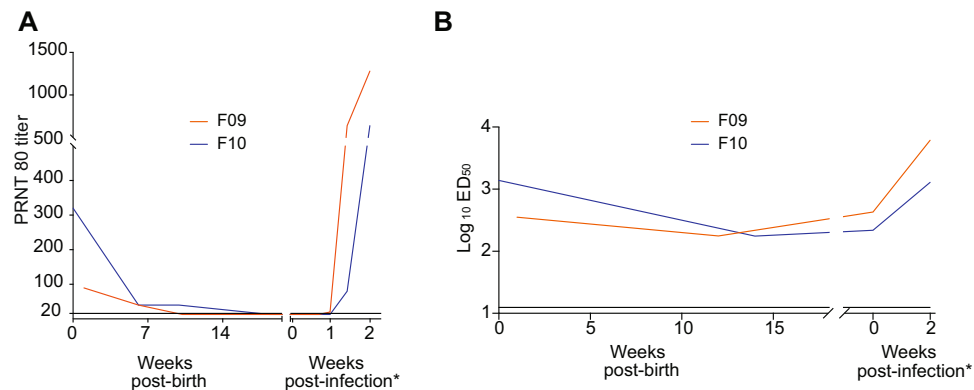 A
PRNT 80 titer
1500
1000
500
400
300
200
100
20
F09
F10
0 7 14 0 1 2
Weeks post-birth
Weeks post-infection*
B
Log 10 ED50
4
3
2
1
F09
F10
0 5 10 15 0 2
Weeks post-birth
Weeks post-infection*